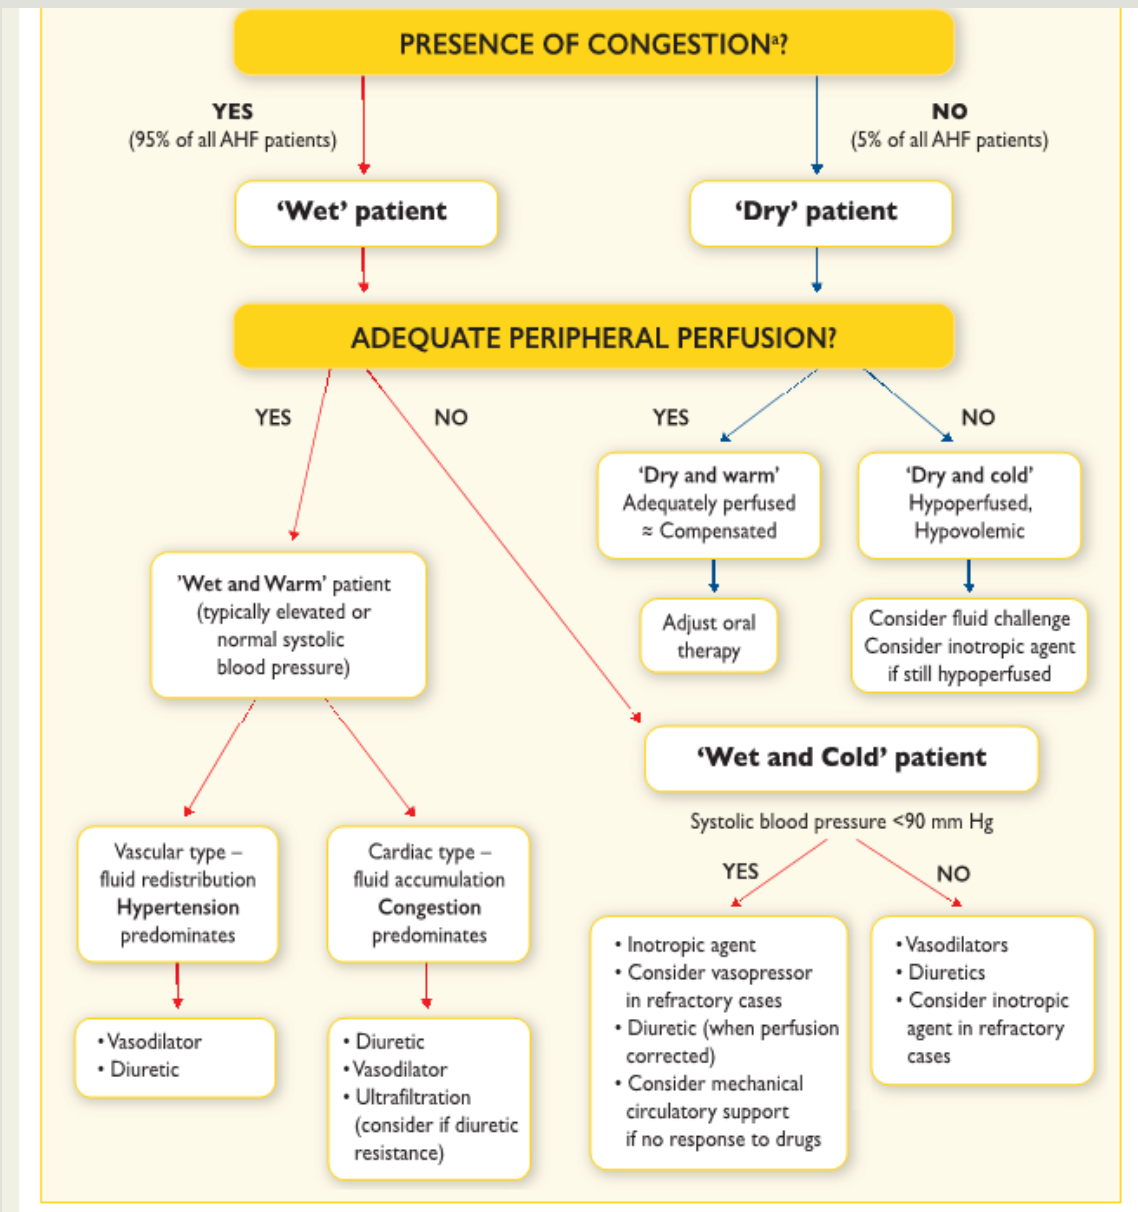 PRESENCE OF CONGESTIONᵃ?
YES
(95% of all AHF patients)
NO
(5% of all AHF patients)
‘Wet’ patient
‘Dry’ patient
ADEQUATE PERIPHERAL PERFUSION?
YES
NO
YES
NO
‘Dry and warm’
Adequately perfused
≈ Compensated
‘Dry and cold’
Hypoperfused,
Hypovolemic
’Wet and Warm’ patient
(typically elevated or
normal systolic
blood pressure)
Adjust oral
therapy
Consider fluid challenge
Consider inotropic agent
if still hypoperfused
‘Wet and Cold’ patient
Systolic blood pressure <90 mm Hg
YES
NO
Vascular type –
fluid redistribution
Hypertension
predominates
Cardiac type –
fluid accumulation
Congestion
predominates
• Vasodilator
• Diuretic
• Diuretic
• Vasodilator
• Ultrafiltration
(consider if diuretic
resistance)
• Inotropic agent
• Consider vasopressor
in refractory cases
• Diuretic (when perfusion
corrected)
• Consider mechanical
circulatory support
if no response to drugs
• Vasodilators
• Diuretics
• Consider inotropic
agent in refractory
cases